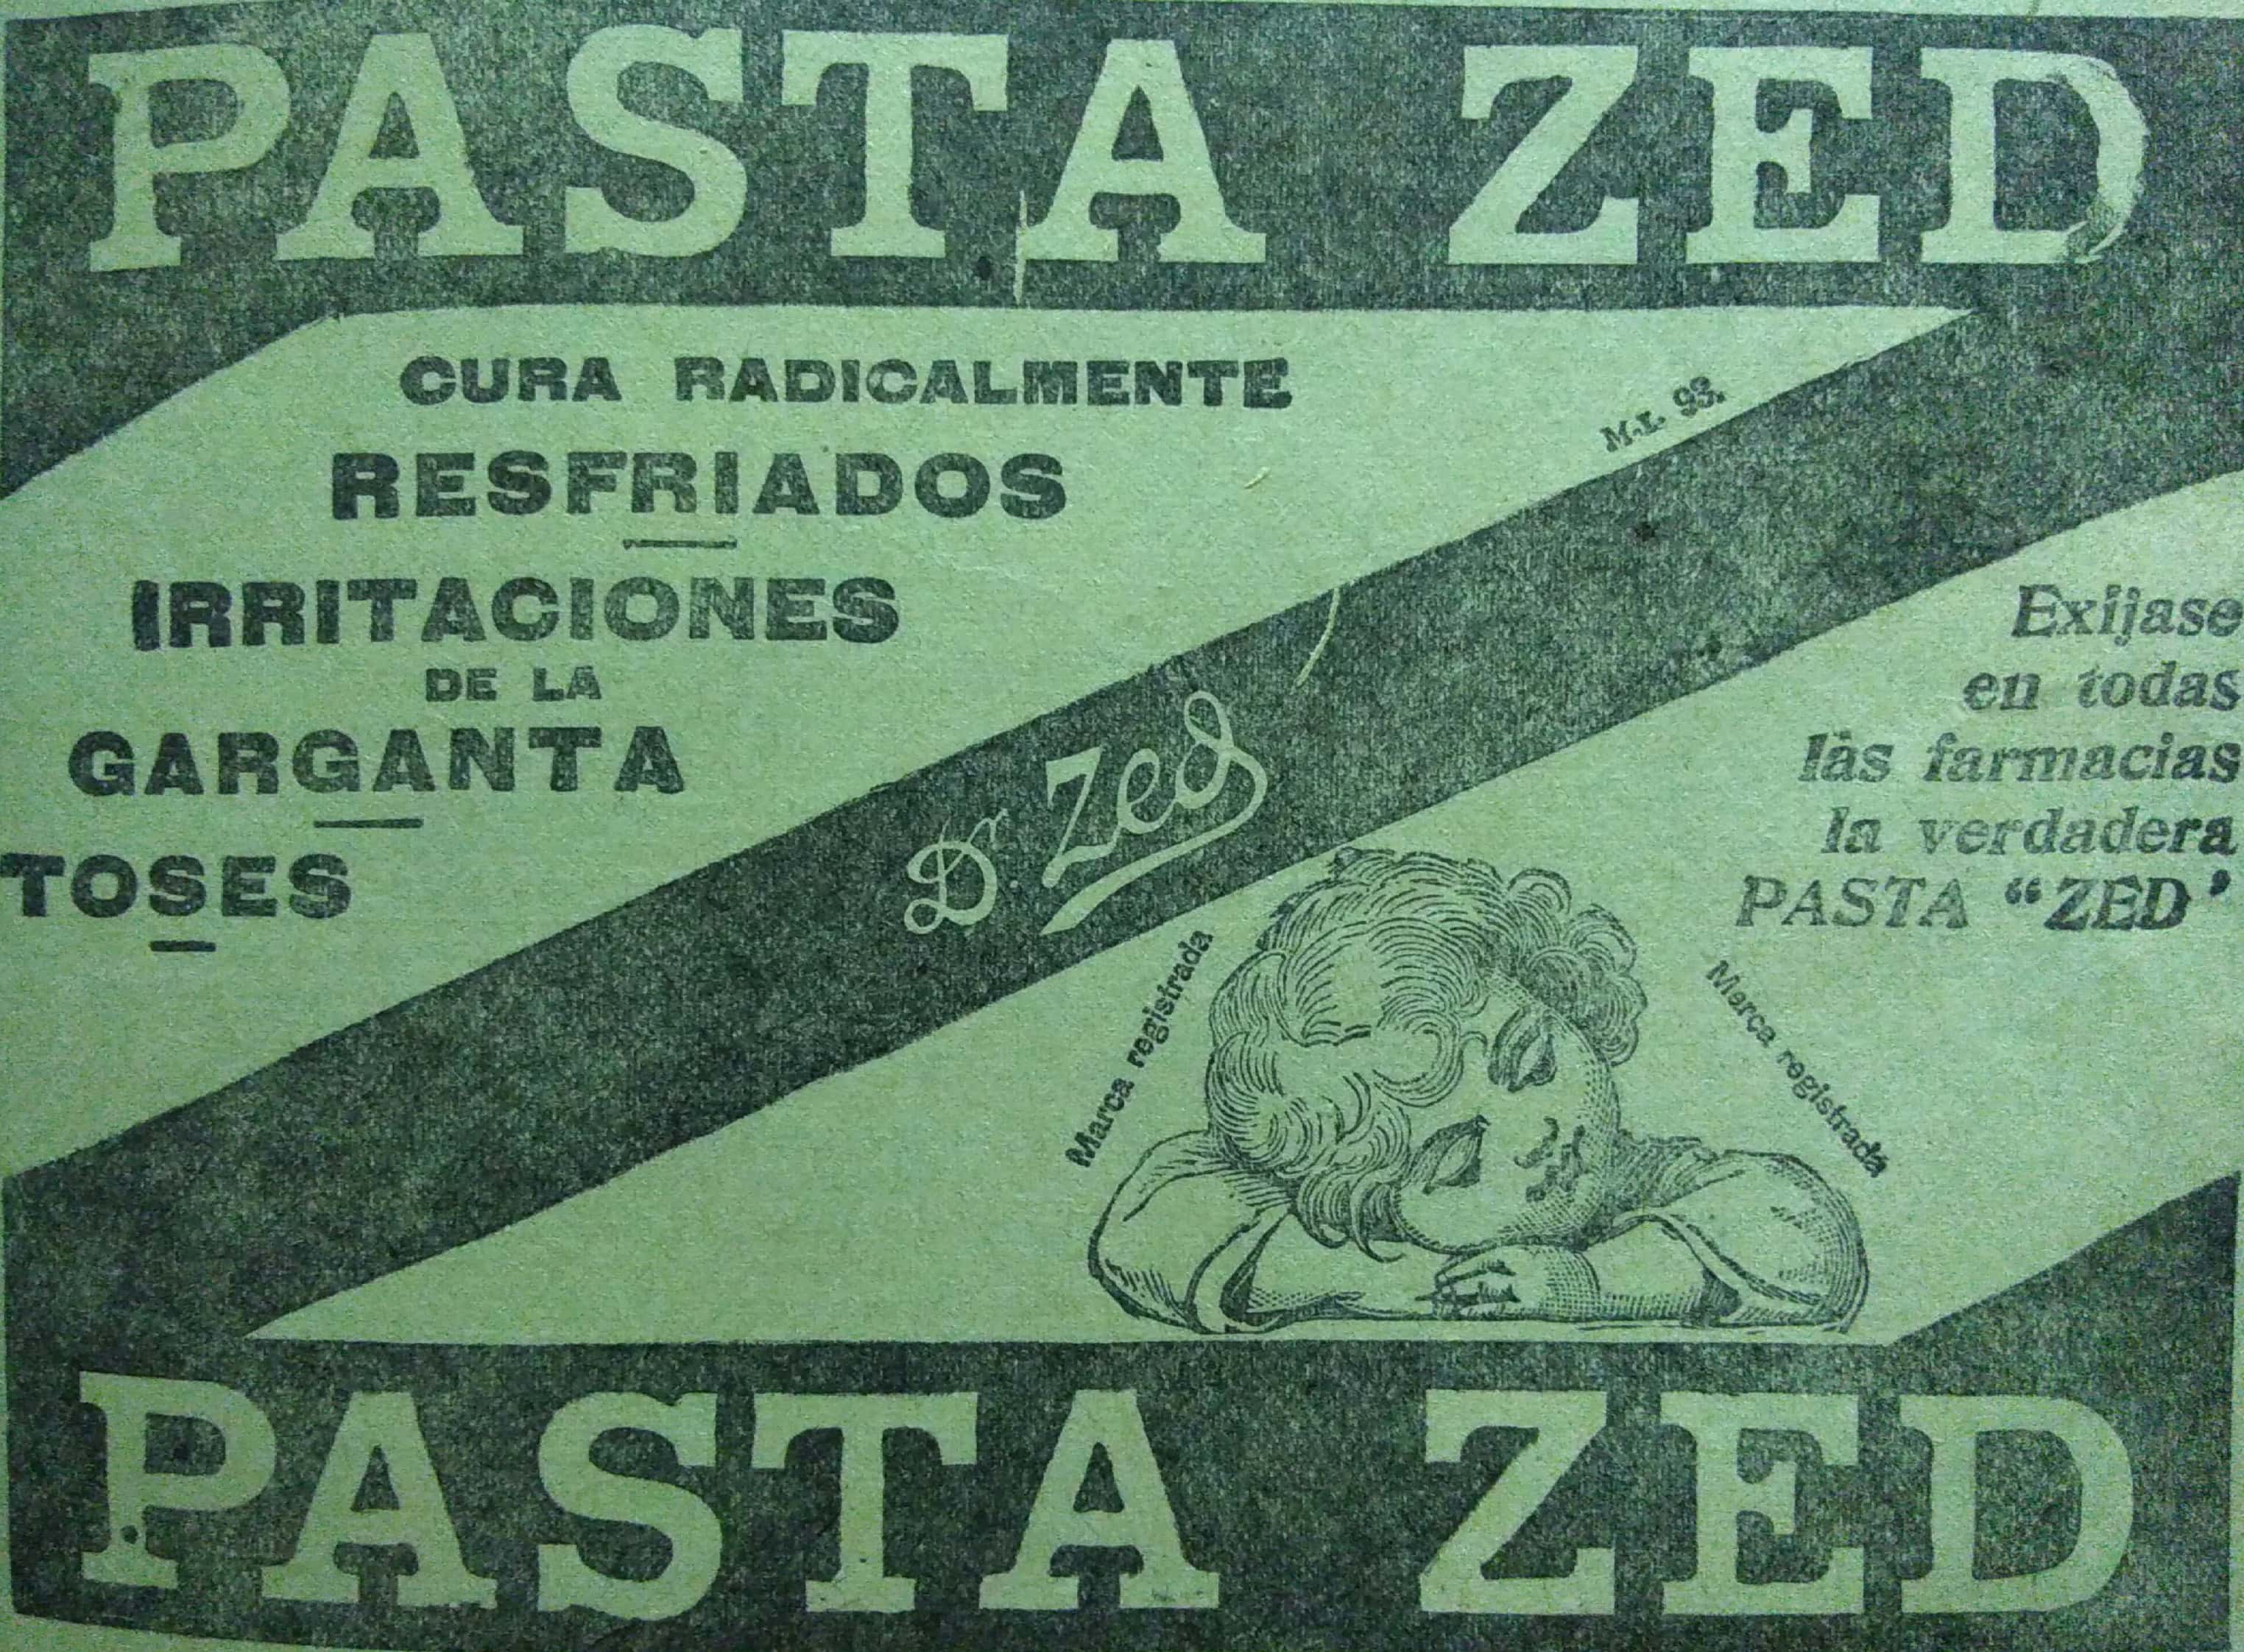 PASTA ZED
CURA RADICALMENTE
RESFRIADOS
IRRITACIONES
DE LA
GARGANTA
TOSES
M.I. 93.
Dr. Zed
Exíjase
en todas
las farmacias
la verdadera
PASTA “ZED’
Marca registrada
Marca registrada
PASTA ZED